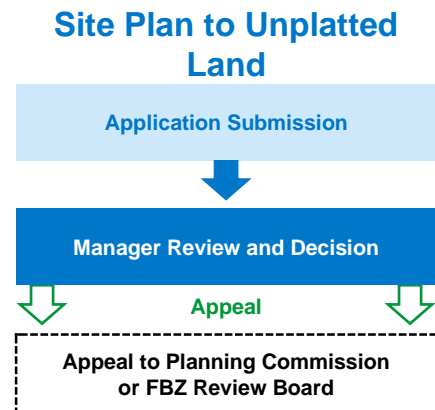 Site Plan to Unplatted
Land
Application Submission
Manager Review and Decision
Appeal
Appeal to Planning Commission
or FBZ Review Board